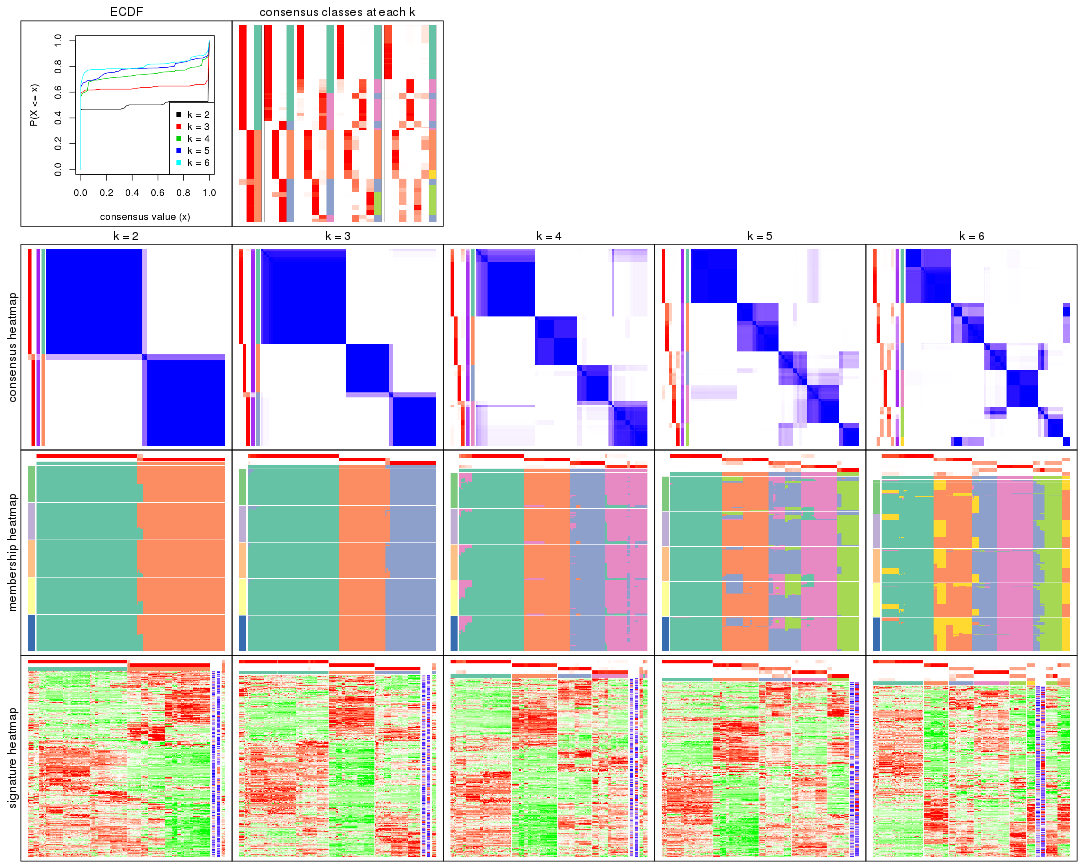 ECDF
consensus classes at each k
P(X <= x)
0.0 0.2 0.4 0.6 0.8 1.0
k = 2
k = 3
k = 4
k = 5
k = 6
0.0 0.2 0.4 0.6 0.8 1.0
consensus value (x)
k = 2
k = 3
k = 4
k = 5
k = 6
consensus heatmap
membership heatmap
signature heatmap